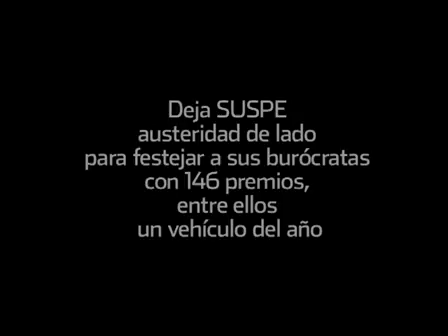 Deja SUSPE
austeridad de lado
para festejar a sus burócratas
con 146 premios,
entre ellos
un vehículo del año